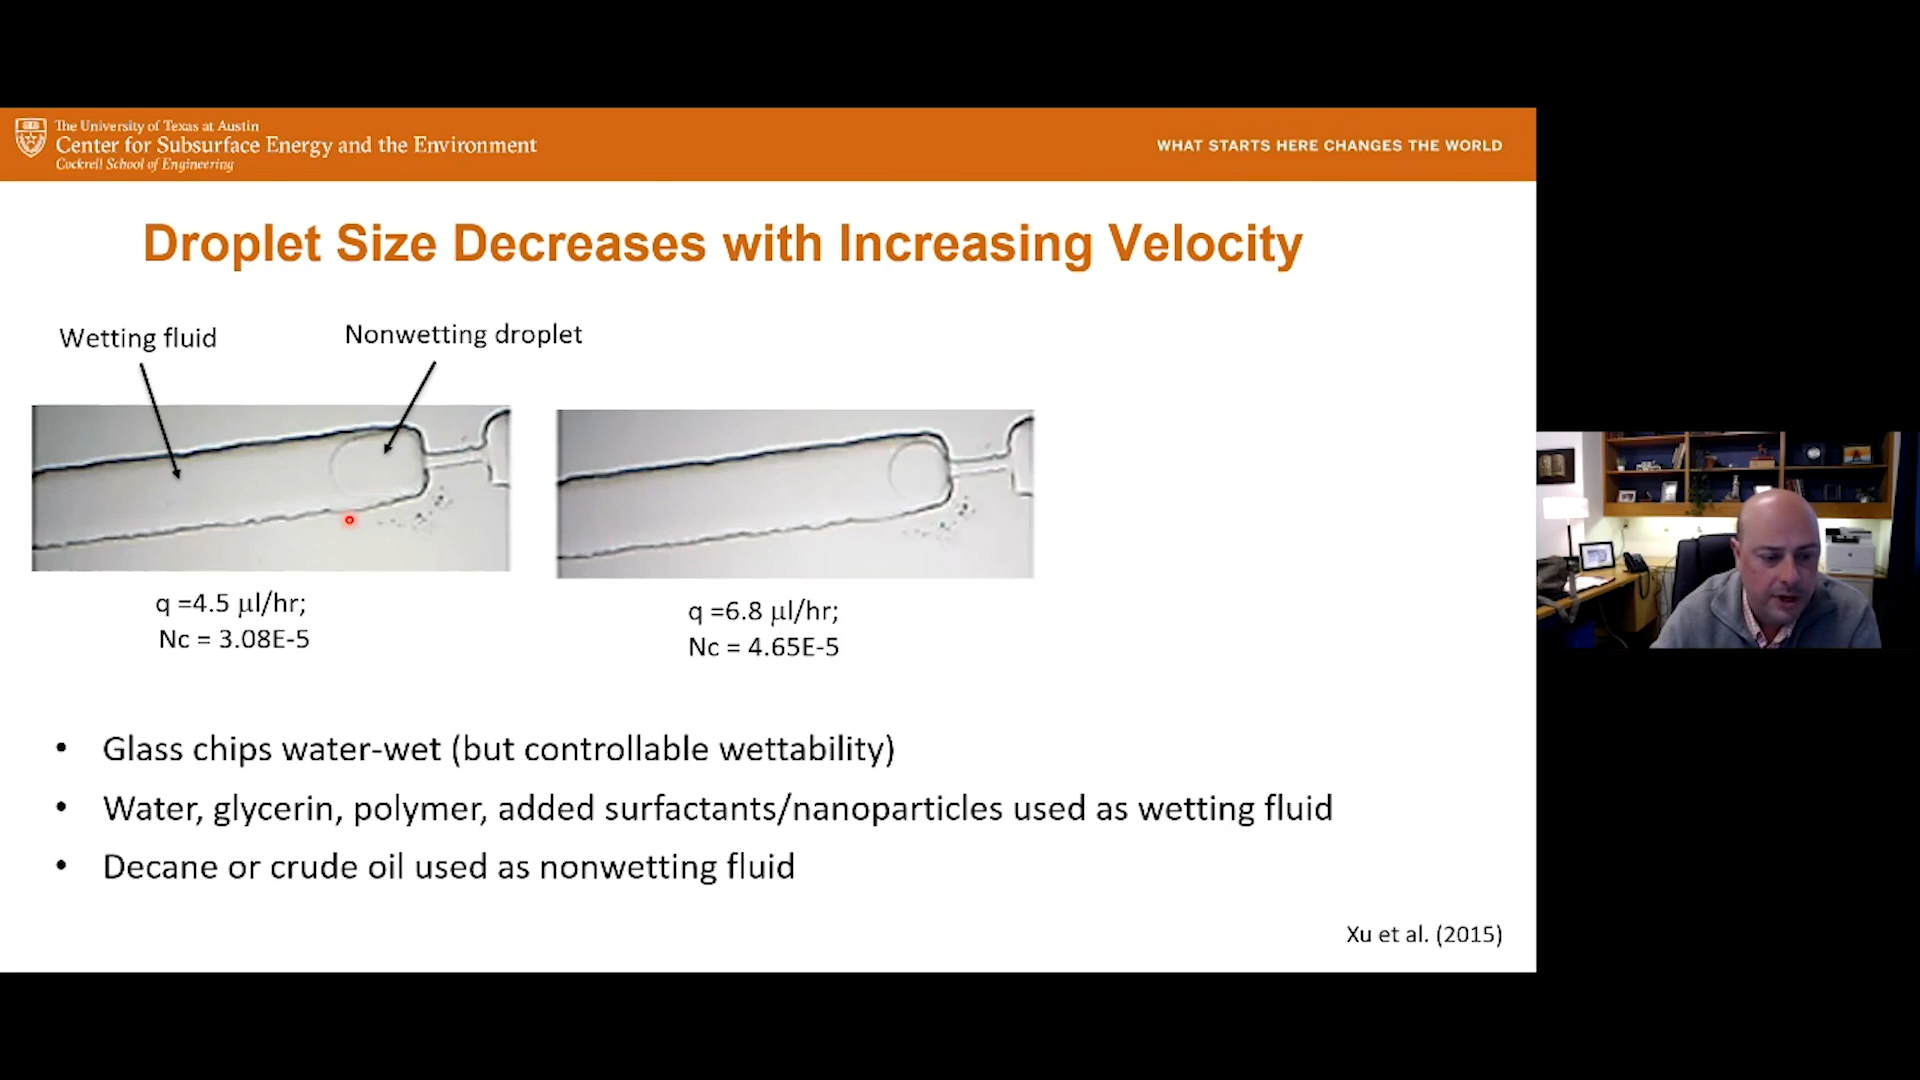 The University of Texas at Austin
Center for Subsurface Energy and the Environment
Cockrell School of Engineering
WHAT STARTS HERE CHANGES THE WORLD
Droplet Size Decreases with Increasing Velocity
Wetting fluid
Nonwetting droplet
q =4.5 μl/hr;
Nc = 3.08E-5
q =6.8 μl/hr;
Nc = 4.65E-5
• Glass chips water-wet (but controllable wettability)
• Water, glycerin, polymer, added surfactants/nanoparticles used as wetting fluid
• Decane or crude oil used as nonwetting fluid
Xu et al. (2015)